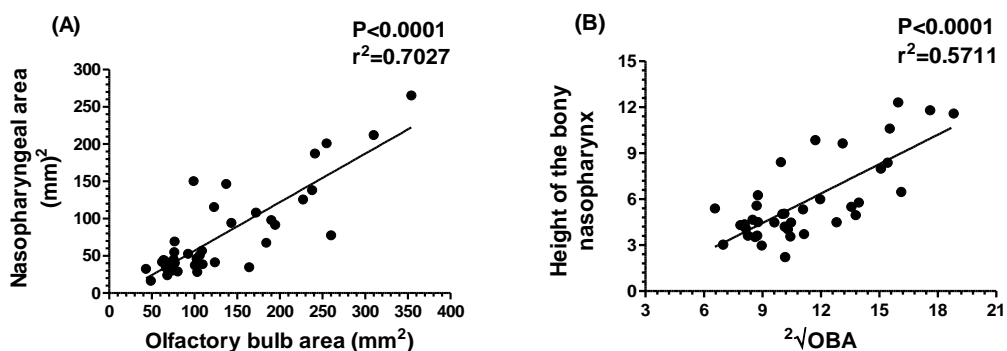 (A)
P<0.0001
r²=0.7027
Nasopharyngeal area
(mm)²
300
250
200
150
100
50
0
0 50 100 150 200 250 300 350 400
Olfactory bulb area (mm²)
(B)
P<0.0001
r²=0.5711
Height of the bony
nasopharynx
15
12
9
6
3
0
3 6 9 12 15 18 21
²√OBA